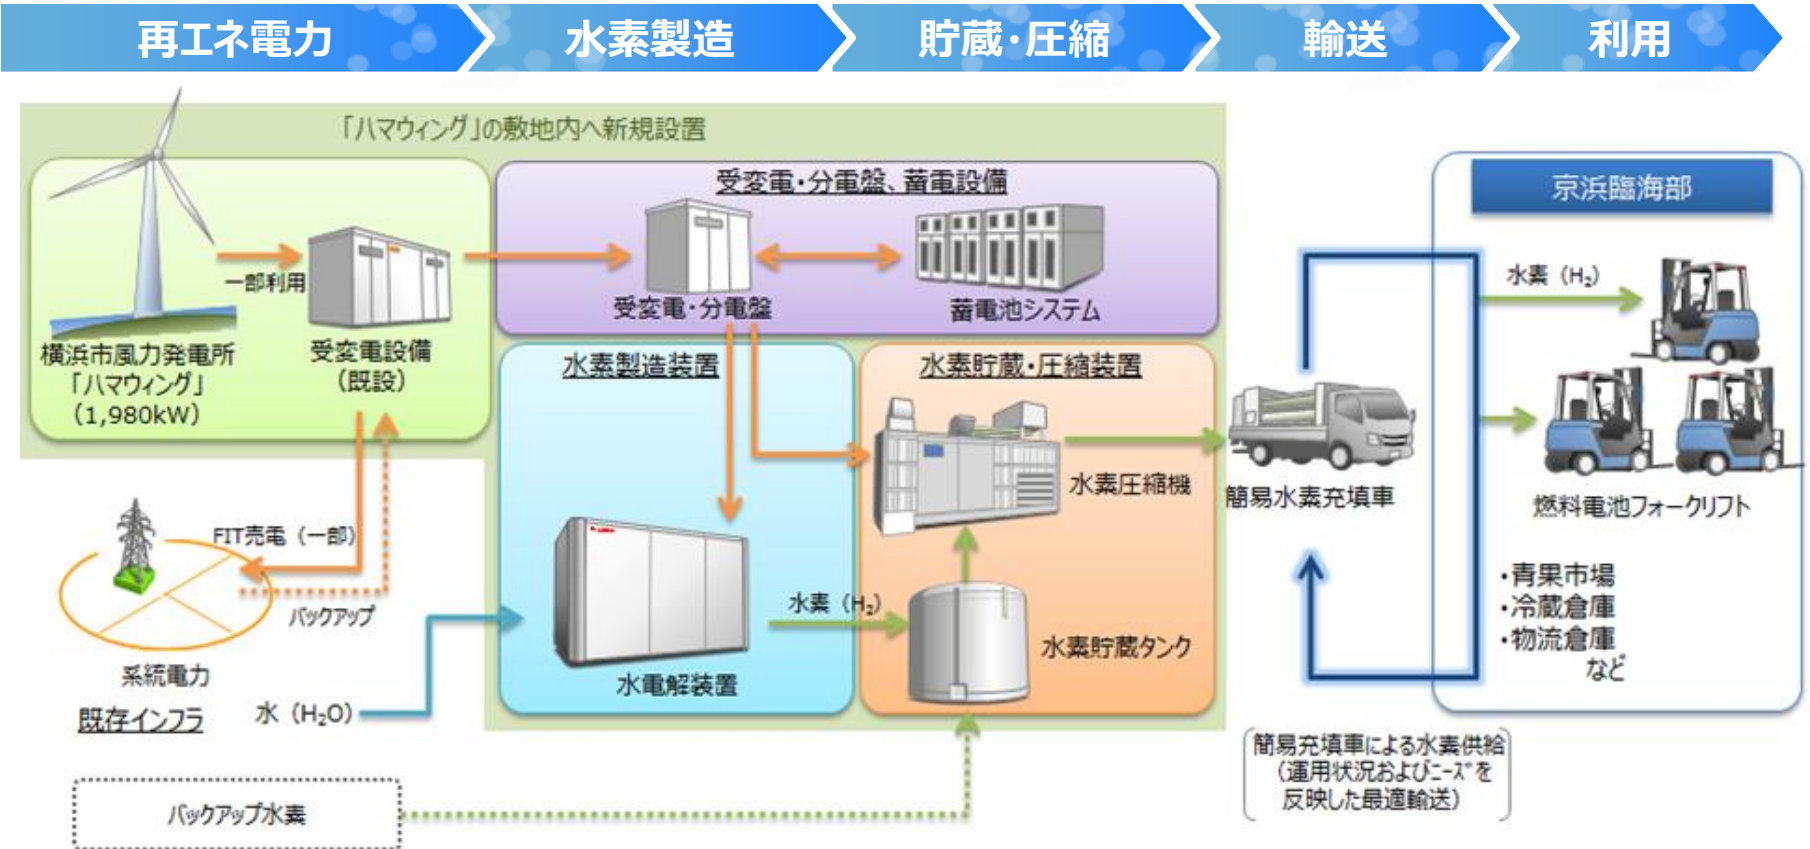 再エネ電力
水素製造
貯蔵・圧縮
輸送
利用
「ハマウィング」の敷地内へ新規設置
受変電・分電盤、蓄電設備
京浜臨海部
一部利用
水素（H₂）
受変電・分電盤
蓄電池システム
横浜市風力発電所
「ハマウィング」
（1,980kW）
受変電設備
（既設）
水素製造装置
水素貯蔵・圧縮装置
水素圧縮機
簡易水素充填車
燃料電池フォークリフト
FIT売電（一部）
バックアップ
水素（H₂）
・青果市場
・冷蔵倉庫
・物流倉庫
など
系統電力
既存インフラ
水（H₂O）
水電解装置
水素貯蔵タンク
簡易充填車による水素供給
（運用状況およびニーズを
反映した最適輸送）
バックアップ水素